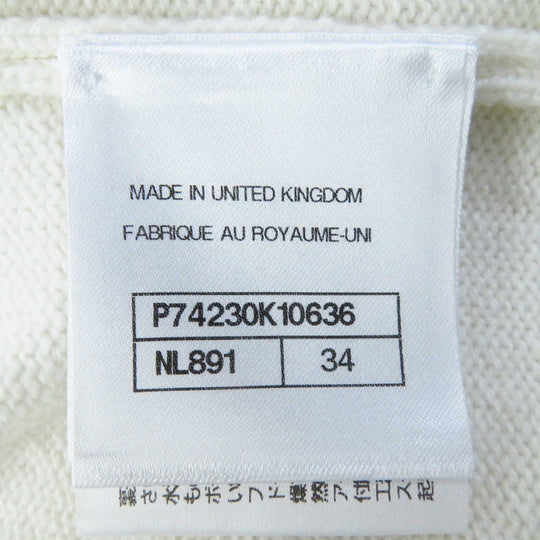 MADE IN UNITED KINGDOM
FABRIQUE AU ROYAUME-UNI
P74230K10636
NL891 34